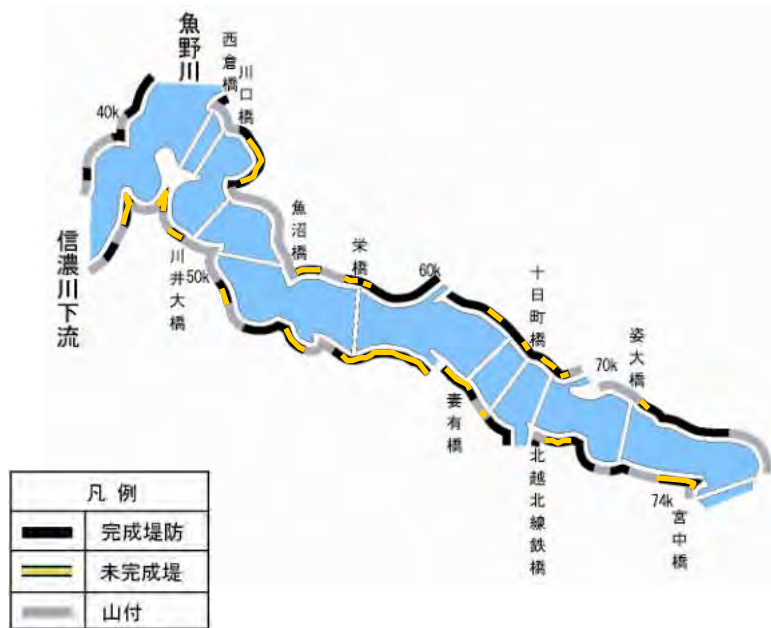 魚野川
西倉橋
川口橋
40k
信濃川下流
川井大橋
50k
魚沼橋
栄橋
60k
十日町橋
70k
姿大橋
妻有橋
北越北線鉄橋
74k
宮中橋
凡 例
完成堤防
未完成堤
山付